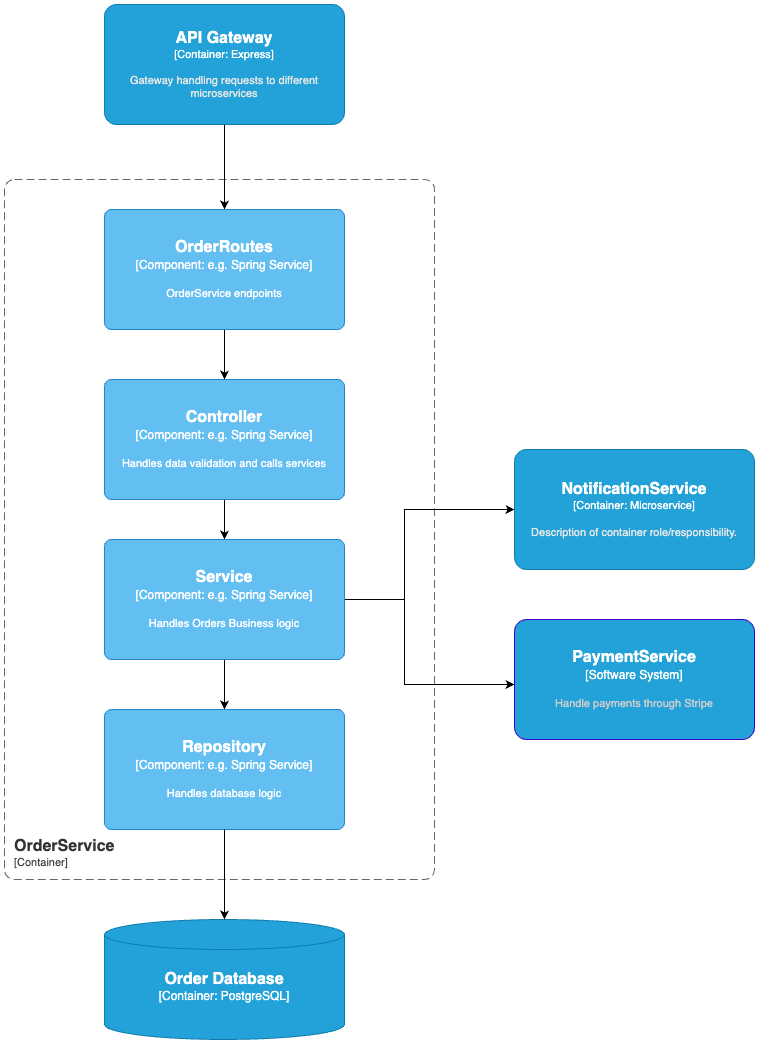 API Gateway
[Container: Express]
Gateway handling requests to different
microservices
OrderRoutes
[Component: e.g. Spring Service]
OrderService endpoints
Controller
[Component: e.g. Spring Service]
Handles data validation and calls services
Service
[Component: e.g. Spring Service]
Handles Orders Business logic
NotificationService
[Container: Microservice]
Description of container role/responsibility.
PaymentService
[Software System]
Handle payments through Stripe
Repository
[Component: e.g. Spring Service]
Handles database logic
OrderService
[Container]
Order Database
[Container: PostgreSQL]